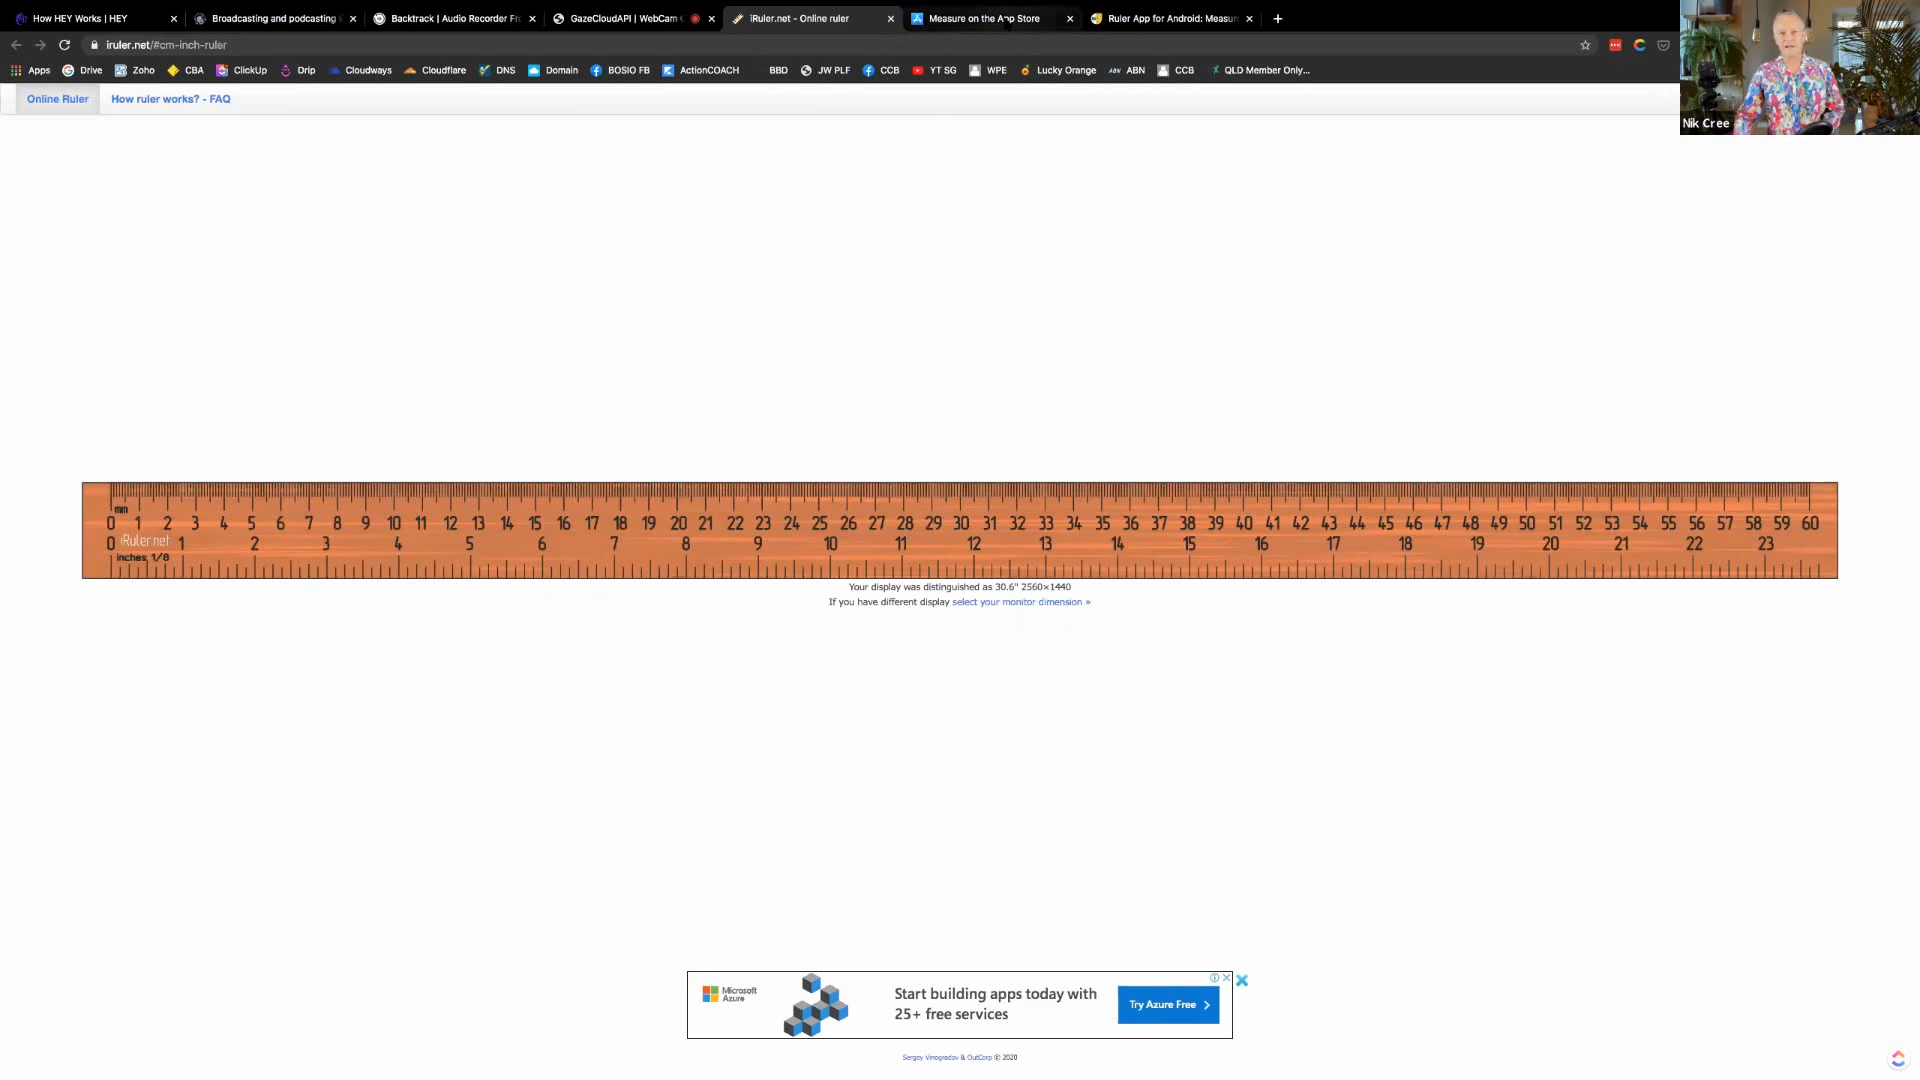 How HEY Works | HEY
Broadcasting and podcasting
Backtrack | Audio Recorder Fr
GazeCloudAPI | WebCam
iRuler.net - Online ruler
Measure on the App Store
Ruler App for Android: Measur
iruler.net/#cm-inch-ruler
Apps Drive Zoho CBA ClickUp Drip Cloudways Cloudflare DNS Domain BOSIO FB ActionCOACH BBD JW PLF CCB YT SG WPE Lucky Orange ABN ABN CCB QLD Member Only...
Nik Cree
Online Ruler How ruler works? - FAQ
mm
0 1 2 3 4 5 6 7 8 9 10 11 12 13 14 15 16 17 18 19 20 21 22 23 24 25 26 27 28 29 30 31 32 33 34 35 36 37 38 39 40 41 42 43 44 45 46 47 48 49 50 51 52 53 54 55 56 57 58 59 60
0 iRuler.net 1 2 3 4 5 6 7 8 9 10 11 12 13 14 15 16 17 18 19 20 21 22 23
inches 1/8
Your display was distinguished as 30.6" 2560×1440
If you have different display select your monitor dimension »
Microsoft
Azure
Start building apps today with
25+ free services
Try Azure Free
Sergey Vinogradov & OutCorp © 2020